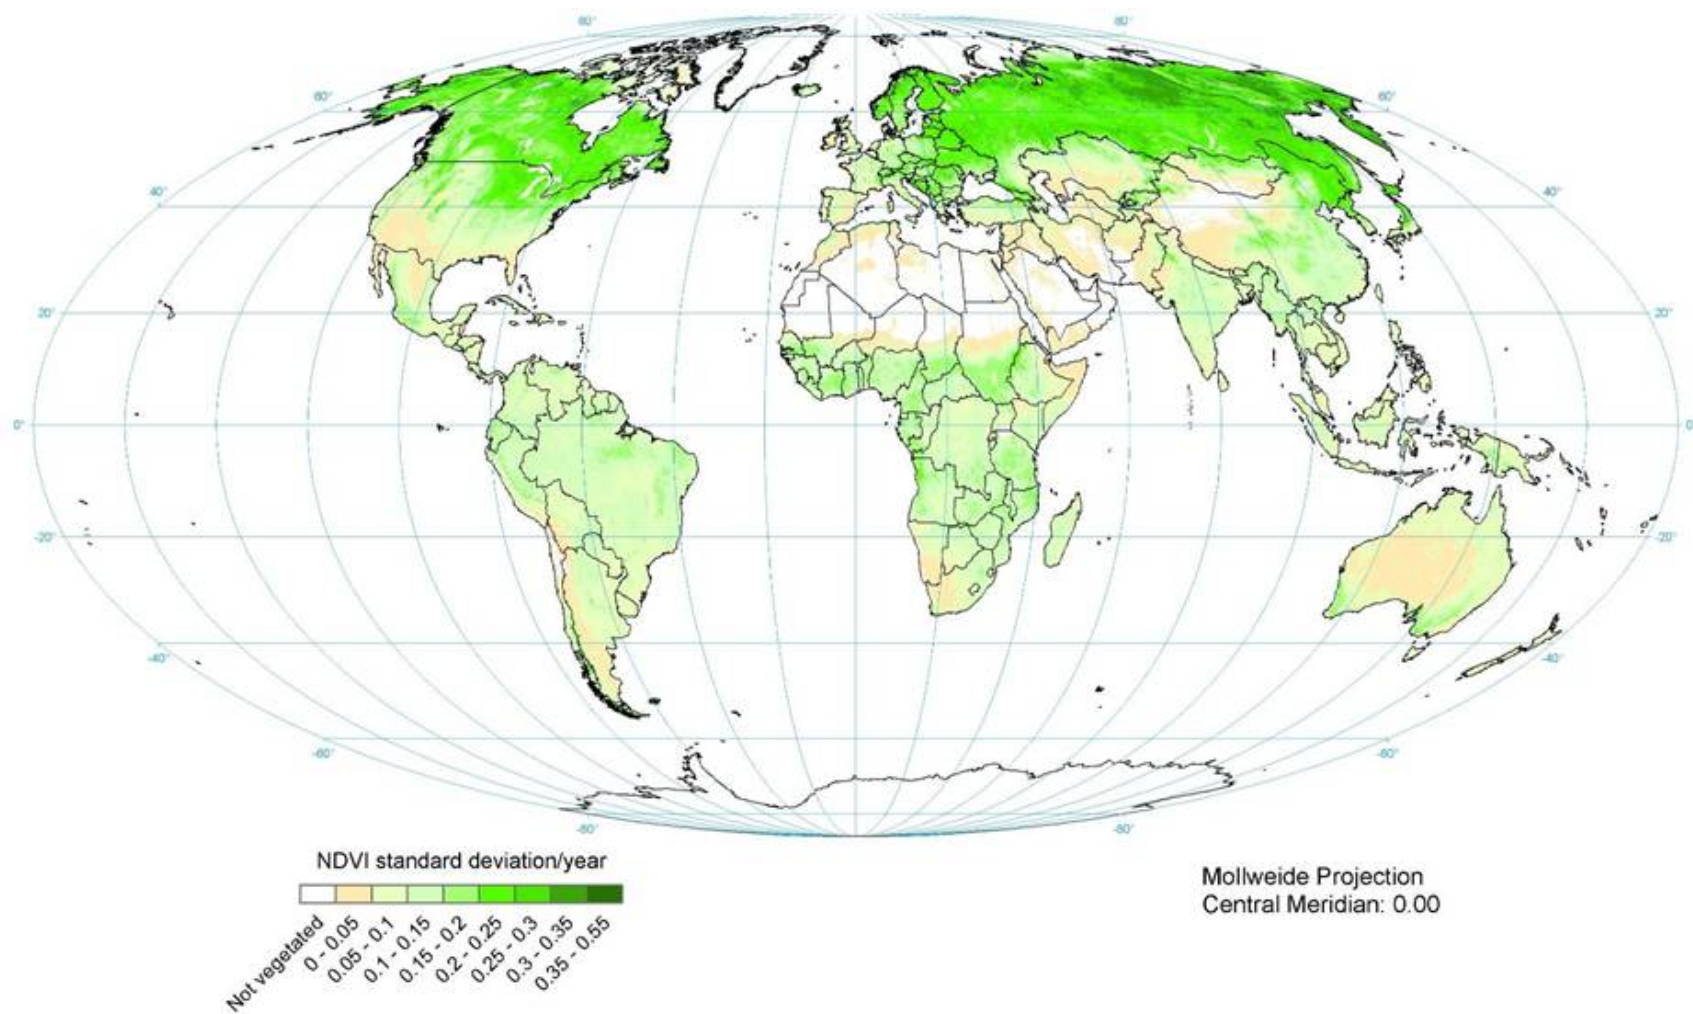 80° 80°
60° 60°
40° 40°
20° 20°
0° 0
-20° -20°
-40° -40°
-60° -60°
-80° -80°
NDVI standard deviation/year
Not vegetated
0 - 0.05
0.05 - 0.1
0.1 - 0.15
0.15 - 0.2
0.2 - 0.25
0.25 - 0.3
0.3 - 0.35
0.35 - 0.55
Mollweide Projection
Central Meridian: 0.00